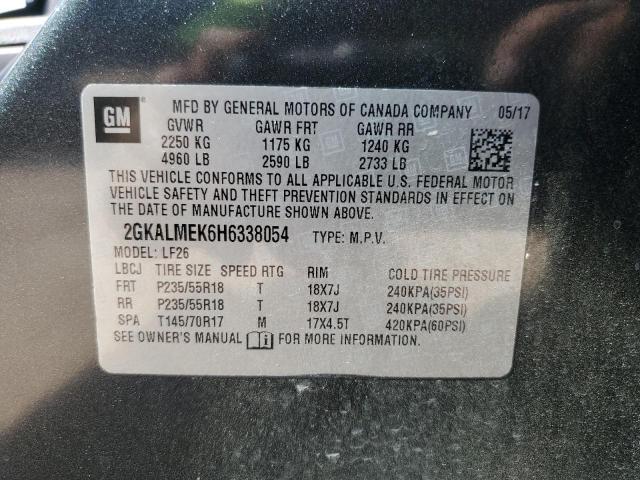 GM
MFD BY GENERAL MOTORS OF CANADA COMPANY 05/17
GVWR GAWR FRT GAWR RR
2250 KG 1175 KG 1240 KG
4960 LB 2590 LB 2733 LB
THIS VEHICLE CONFORMS TO ALL APPLICABLE U.S. FEDERAL MOTOR
VEHICLE SAFETY AND THEFT PREVENTION STANDARDS IN EFFECT ON
THE DATE OF MANUFACTURE SHOWN ABOVE.
2GKALMEK6H6338054 TYPE: M.P.V.
MODEL: LF26
LBCJ TIRE SIZE SPEED RTG RIM COLD TIRE PRESSURE
FRT P235/55R18 T 18X7J 240KPA(35PSI)
RR P235/55R18 T 18X7J 240KPA(35PSI)
SPA T145/70R17 M 17X4.5T 420KPA(60PSI)
SEE OWNER'S MANUAL FOR MORE INFORMATION.